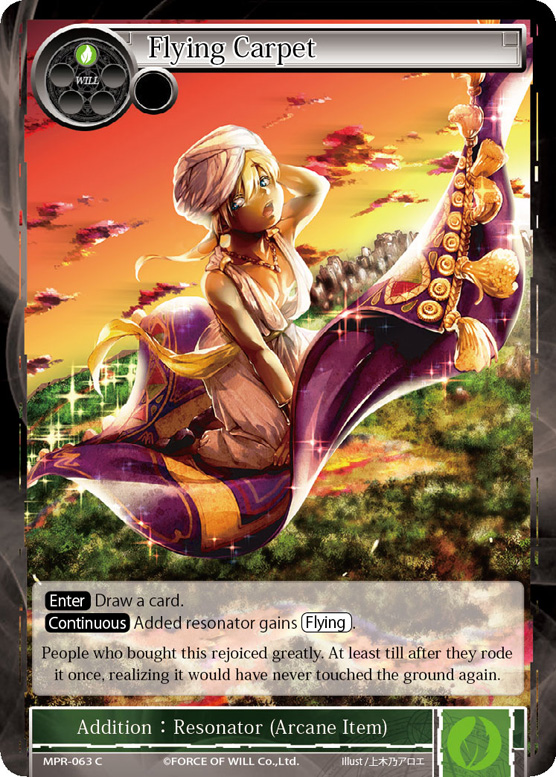 Flying Carpet
WILL
Enter Draw a card.
Continuous Added resonator gains Flying.
People who bought this rejoiced greatly. At least till after they rode
it once, realizing it would have never touched the ground again.
Addition : Resonator (Arcane Item)
MPR-063 C ©FORCE OF WILL Co.,Ltd. Illust /上木乃アロエ